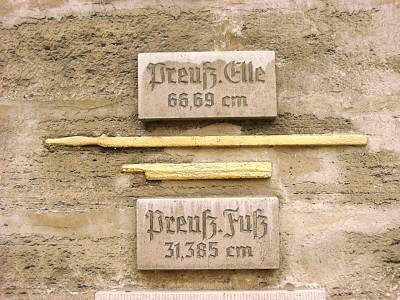 Preuß. Elle
66,69 cm
Preuß. Fuß
31,385 cm